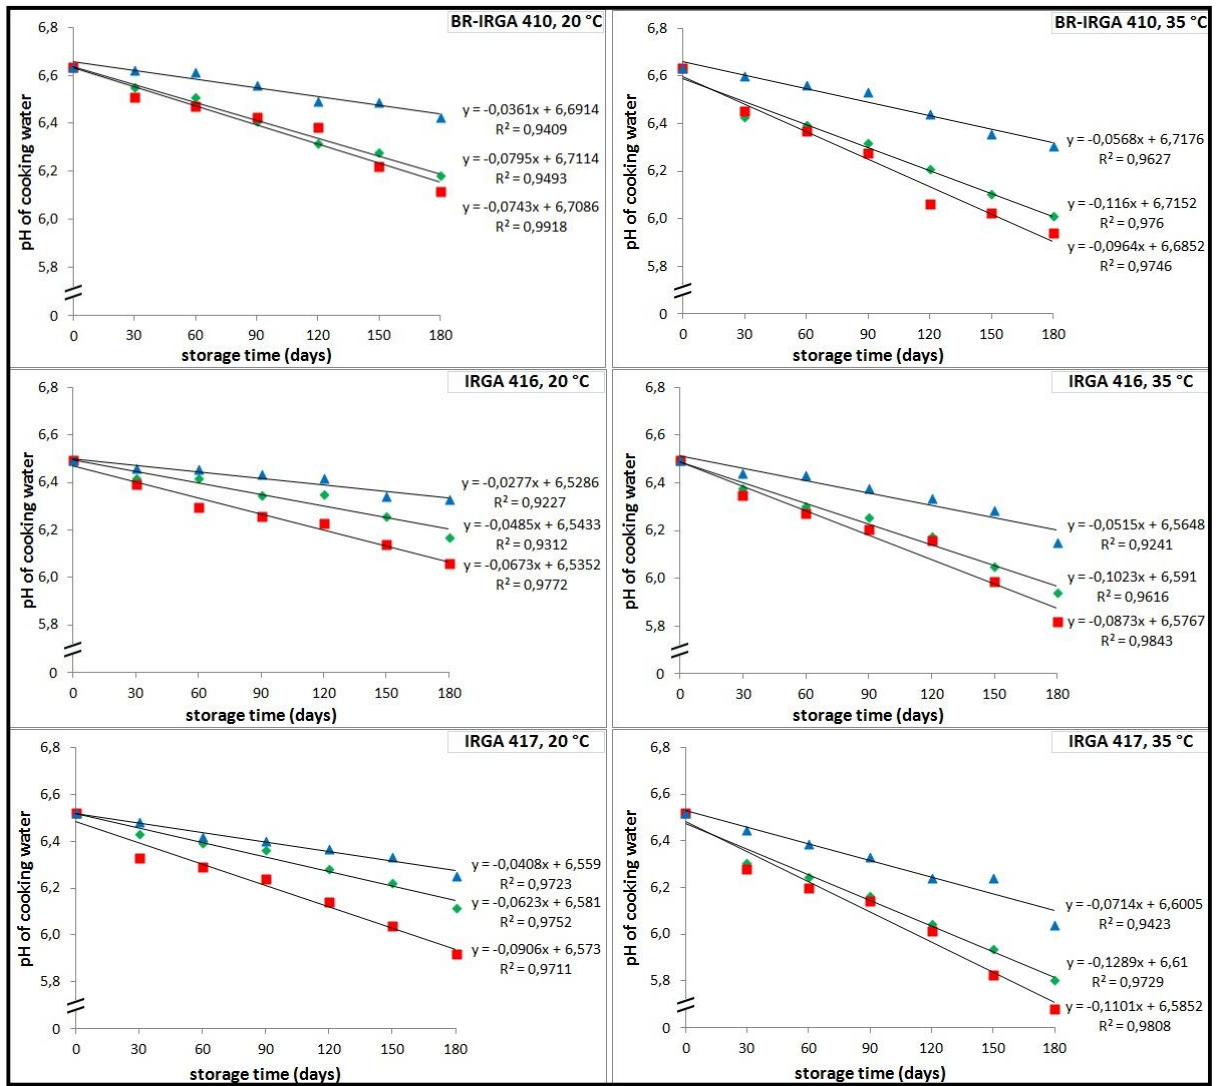 BR-IRGA 410, 20 °C
6,8
6,6
6,4
6,2
6,0
5,8
0
pH of cooking water
y = -0,0361x + 6,6914
R² = 0,9409
y = -0,0795x + 6,7114
R² = 0,9493
y = -0,0743x + 6,7086
R² = 0,9918
0 30 60 90 120 150 180
storage time (days)
BR-IRGA 410, 35 °C
6,8
6,6
6,4
6,2
6,0
5,8
0
pH of cooking water
y = -0,0568x + 6,7176
R² = 0,9627
y = -0,116x + 6,7152
R² = 0,976
y = -0,0964x + 6,6852
R² = 0,9746
0 30 60 90 120 150 180
storage time (days)
IRGA 416, 20 °C
6,8
6,6
6,4
6,2
6,0
5,8
0
pH of cooking water
y = -0,0277x + 6,5286
R² = 0,9227
y = -0,0485x + 6,5433
R² = 0,9312
y = -0,0673x + 6,5352
R² = 0,9772
0 30 60 90 120 150 180
storage time (days)
IRGA 416, 35 °C
6,8
6,6
6,4
6,2
6,0
5,8
0
pH of cooking water
y = -0,0515x + 6,5648
R² = 0,9241
y = -0,1023x + 6,591
R² = 0,9616
y = -0,0873x + 6,5767
R² = 0,9843
0 30 60 90 120 150 180
storage time (days)
IRGA 417, 20 °C
6,8
6,6
6,4
6,2
6,0
5,8
0
pH of cooking water
y = -0,0408x + 6,559
R² = 0,9723
y = -0,0623x + 6,581
R² = 0,9752
y = -0,0906x + 6,573
R² = 0,9711
0 30 60 90 120 150 180
storage time (days)
IRGA 417, 35 °C
6,8
6,6
6,4
6,2
6,0
5,8
0
pH of cooking water
y = -0,0714x + 6,6005
R² = 0,9423
y = -0,1289x + 6,61
R² = 0,9729
y = -0,1101x + 6,5852
R² = 0,9808
0 30 60 90 120 150 180
storage time (days)